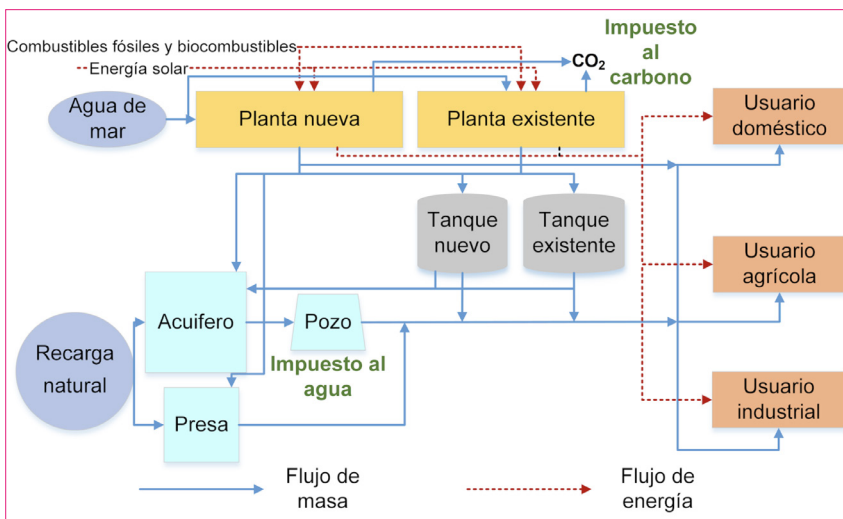 Combustibles fósiles y biocombustibles
Energía solar
Impuesto
al
carbono
CO₂
Agua de
mar
Planta nueva
Planta existente
Usuario
doméstico
Tanque
nuevo
Tanque
existente
Usuario
agrícola
Acuifero
Pozo
Recarga
natural
Impuesto al
agua
Presa
Usuario
industrial
Flujo de
masa
Flujo de
energía